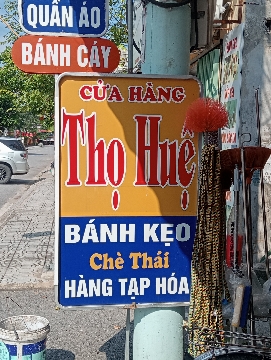 QUẦN ÁO
BÁNH CÁY
CỬA HÀNG
Thọ Huệ
BÁNH KẸO
Chè Thái
HÀNG TẠP HÓA